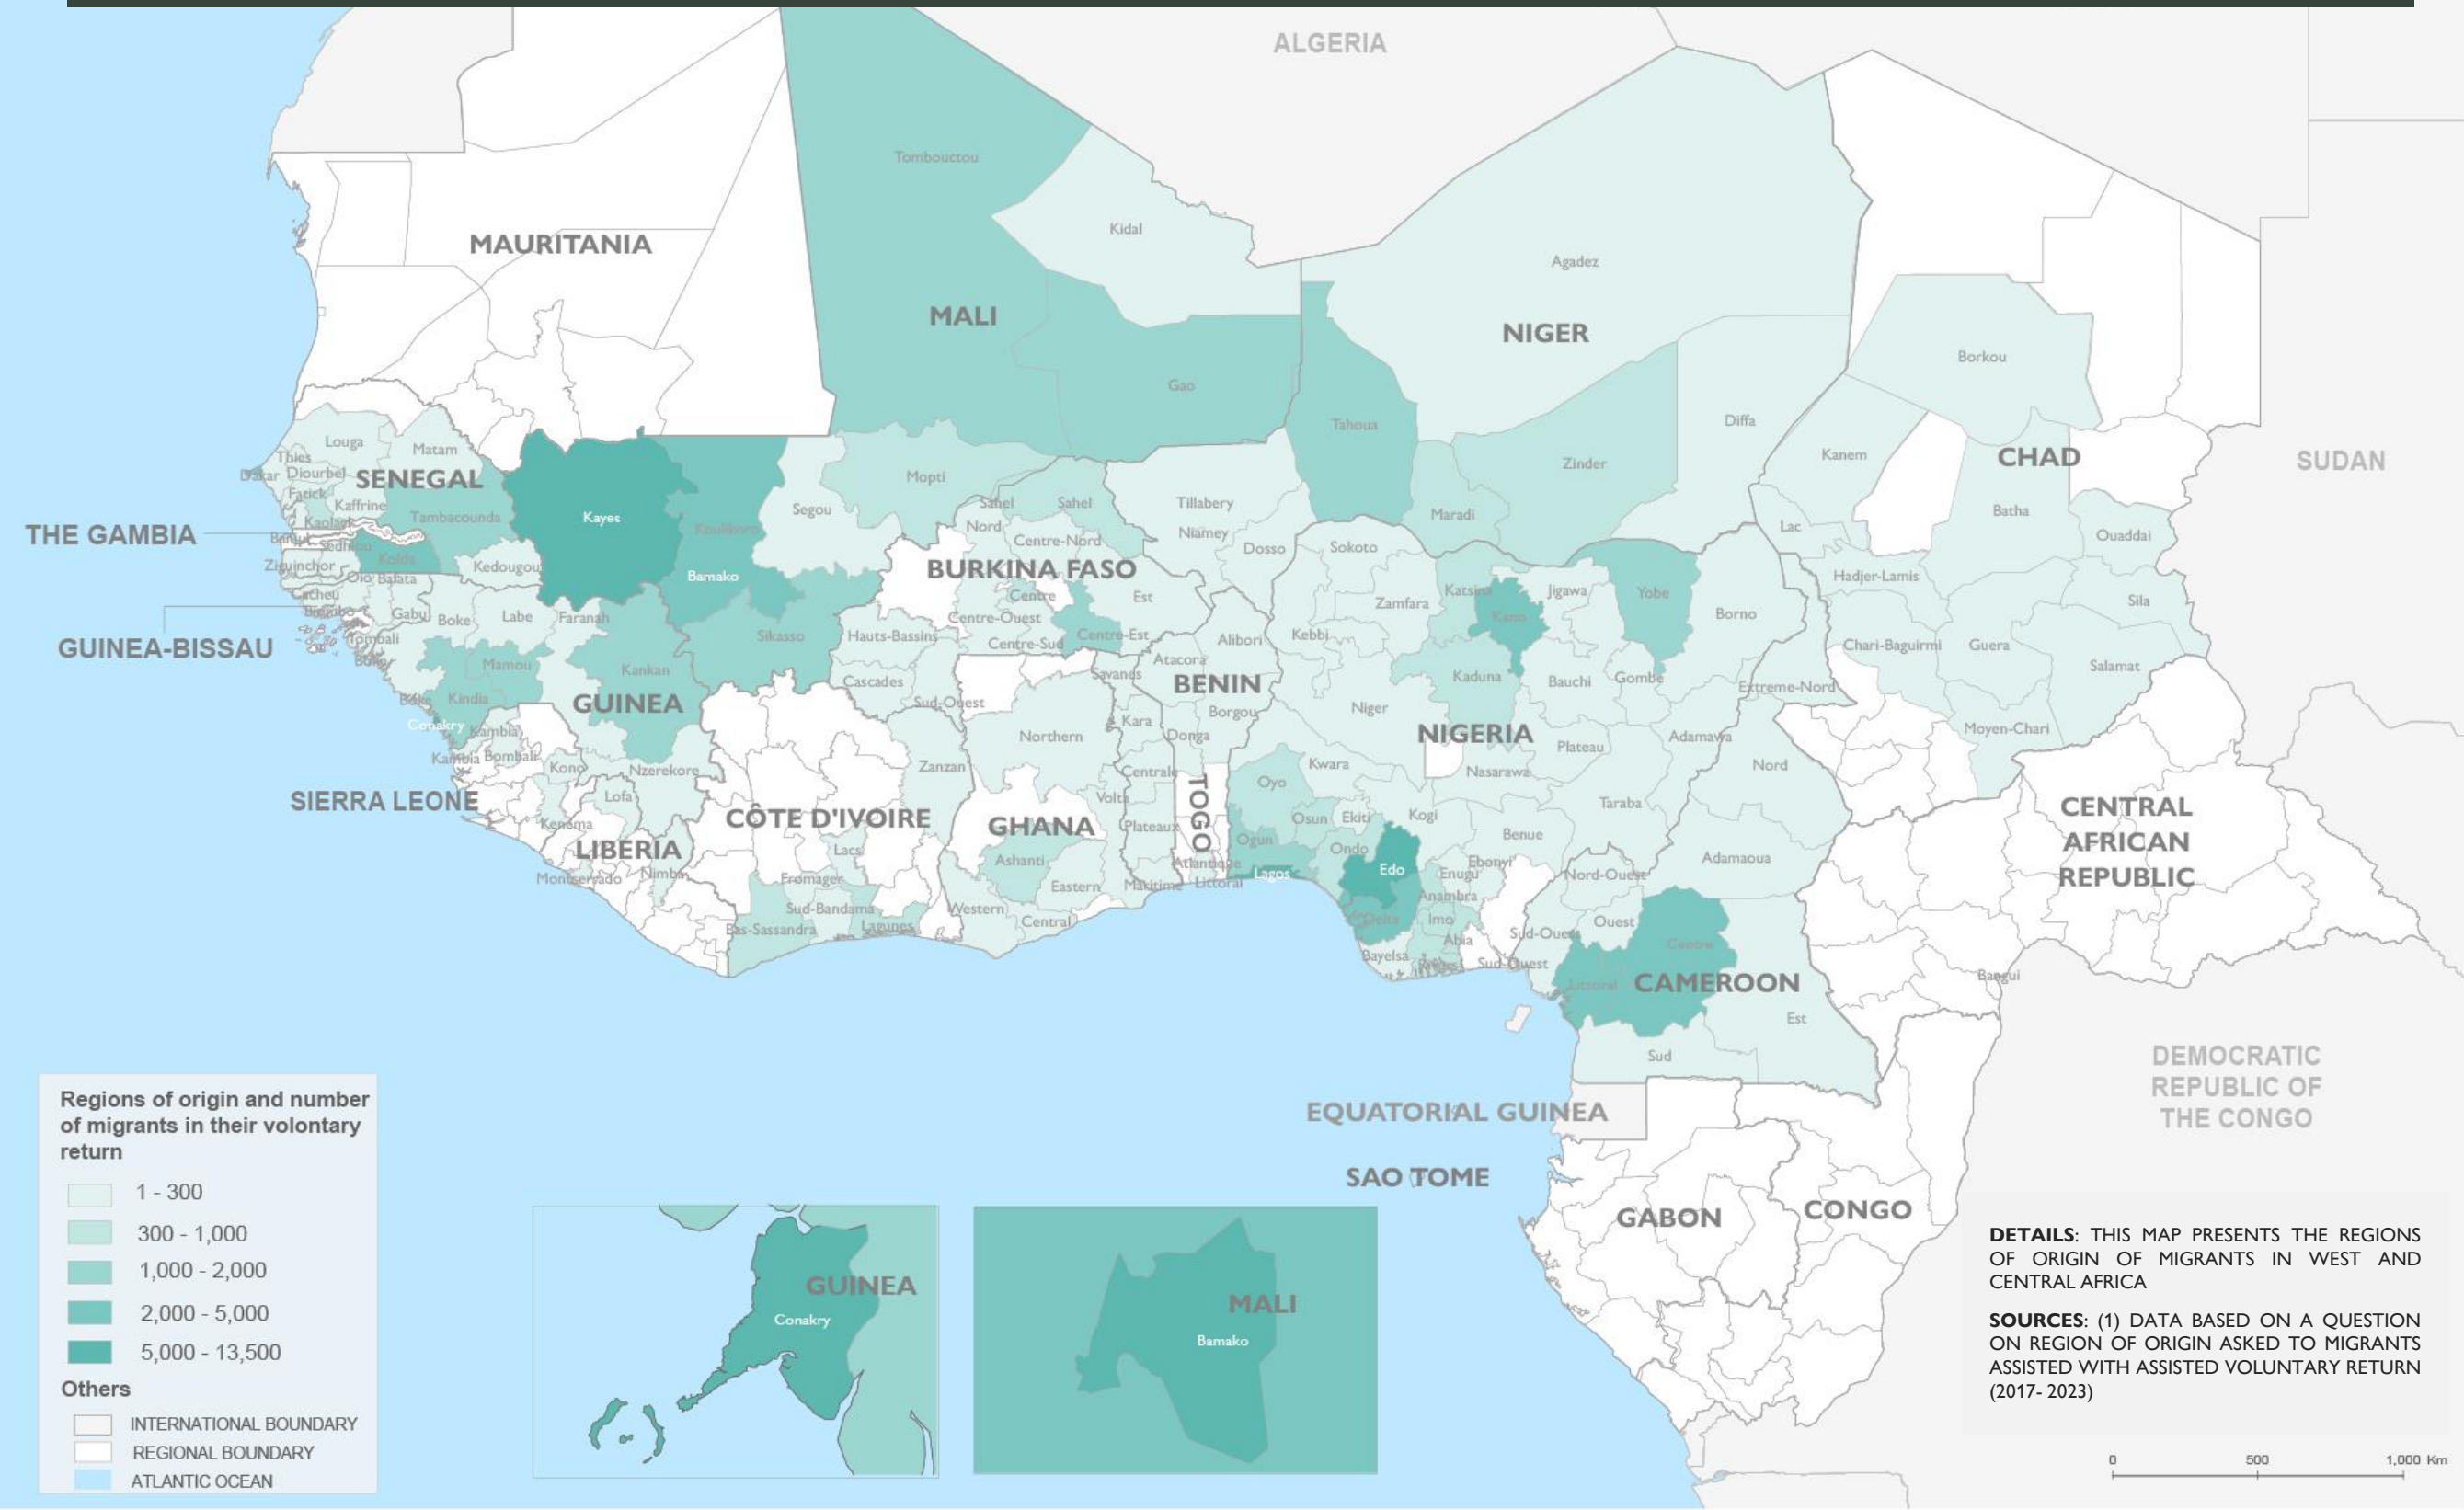 ALGERIA
Tombouctou
Kidal
MAURITANIA
Agadez
MALI
NIGER
Borkou
Gao
Tahoua
Diffa
Louga
Matam
Kanem
CHAD
Thies
SUDAN
Dakar
Diourbel
SENEGAL
Mopti
Zinder
Fatick
Kaffrine
Segou
Sahel
Sahel
Tillabery
Batha
Kaolack
Tambacounda
Kayes
Koulikoro
Nord
Maradi
Lac
THE GAMBIA
Banjul
Sedhiou
Centre-Nord
Niamey
Dosso
Sokoto
Ouaddai
Ziguinchor
Kolda
Kedougou
Bamako
BURKINA FASO
Hadjer-Lamis
Oio
Bafata
Cacheu
Centre
Est
Zamfara
Katsina
Jigawa
Yobe
Sila
Gabu
Boke
Labe
Faranah
Centre-Ouest
Kano
Borno
GUINEA-BISSAU
Tombali
Sikasso
Hauts-Bassins
Centre-Sud
Centre-Est
Alibori
Kebbi
Chari-Baguirmi
Guera
Mamou
Kankan
Atacora
Salamat
Cascades
Savanes
BENIN
Kaduna
Bauchi
Gombe
Extreme-Nord
Boke
Kindia
GUINEA
Sud-Ouest
Borgou
Niger
Conakry
Kambia
Northern
Kara
Donga
NIGERIA
Plateau
Adamawa
Moyen-Chari
Kambia
Bombali
Kono
Nzerekore
Zanzan
Centrale
Oyo
Kwara
Nasarawa
Nord
SIERRA LEONE
Lofa
CÔTE D'IVOIRE
GHANA
Volta
TOGO
Taraba
CENTRAL
AFRICAN
REPUBLIC
Kenema
Plateaux
Osun
Ekiti
Kogi
Benue
LIBERIA
Lacs
Ashanti
Ogun
Ondo
Adamaoua
Montserrado
Nimba
Fromager
Eastern
Atlantique
Maritime
Littoral
Lagos
Edo
Enugu
Ebonyi
Nord-Ouest
Sud-Bandama
Western
Anambra
Bas-Sassandra
Lagunes
Central
Delta
Imo
Abia
Sud-Ouest
Ouest
Centre
Bayelsa
Sud-Ouest
Littoral
CAMEROON
Bangui
Est
Sud
DEMOCRATIC
REPUBLIC OF
THE CONGO
EQUATORIAL GUINEA
SAO TOME
GABON
CONGO
Regions of origin and number
of migrants in their volontary
return
1 - 300
300 - 1,000
1,000 - 2,000
2,000 - 5,000
5,000 - 13,500
Others
INTERNATIONAL BOUNDARY
REGIONAL BOUNDARY
ATLANTIC OCEAN
GUINEA
Conakry
MALI
Bamako
DETAILS: THIS MAP PRESENTS THE REGIONS
OF ORIGIN OF MIGRANTS IN WEST AND
CENTRAL AFRICA
SOURCES: (1) DATA BASED ON A QUESTION
ON REGION OF ORIGIN ASKED TO MIGRANTS
ASSISTED WITH ASSISTED VOLUNTARY RETURN
(2017- 2023)
0 500 1,000 Km